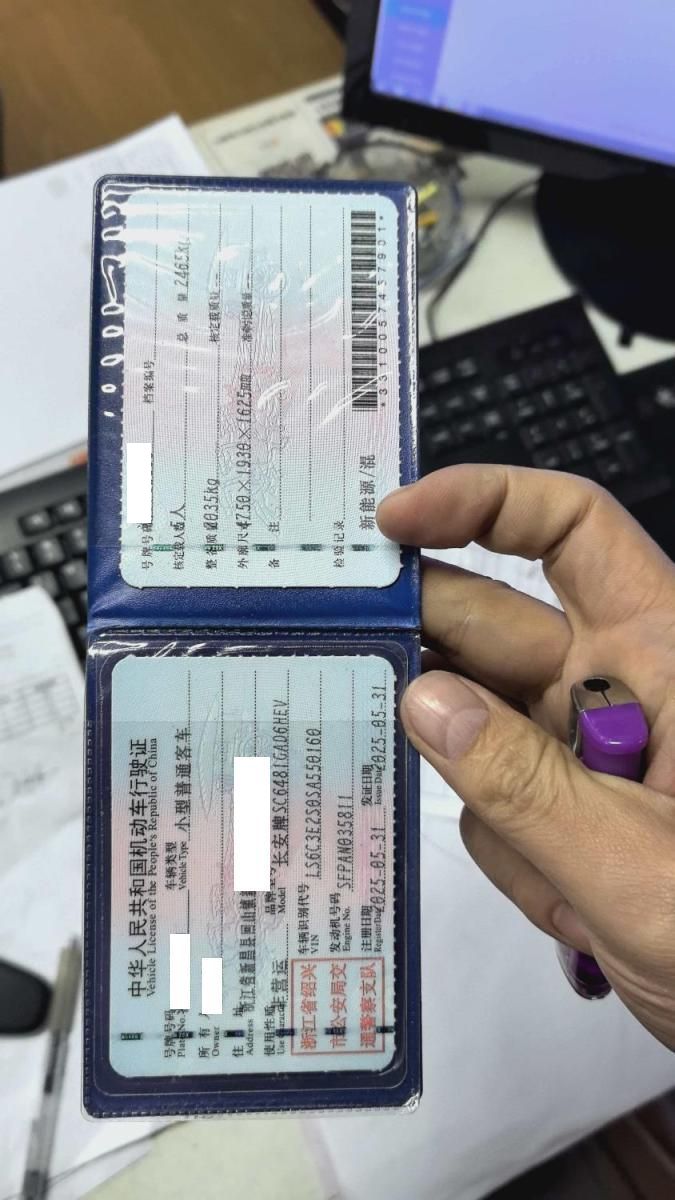 中华人民共和国机动车行驶证
Vehicle License of the People's Republic of China
号牌号码 车辆类型 小型普通客车
Plate No. Vehicle Type
所有人
Owner
住址 浙江省新昌县
Address
使用性质 非营运 品牌型号 长安牌SC6481GAD6HEV
Use Character Model
浙江省绍兴
市公安局交
通警察支队
车辆识别代号 LS6C3E2S0SA550160
VIN
发动机号码 SFPAN035811
Engine No.
注册日期 2025-05-31 发证日期 2025-05-31
Register Date Issue Date
号牌号码 档案编号
核定载人数 5人 总质量 2465kg
整备质量 2035kg 核定载质量 --
外廓尺寸 4750×1930×1625mm 准牵引总质量 --
备注
检验记录
新能源/混
*3310057437901*